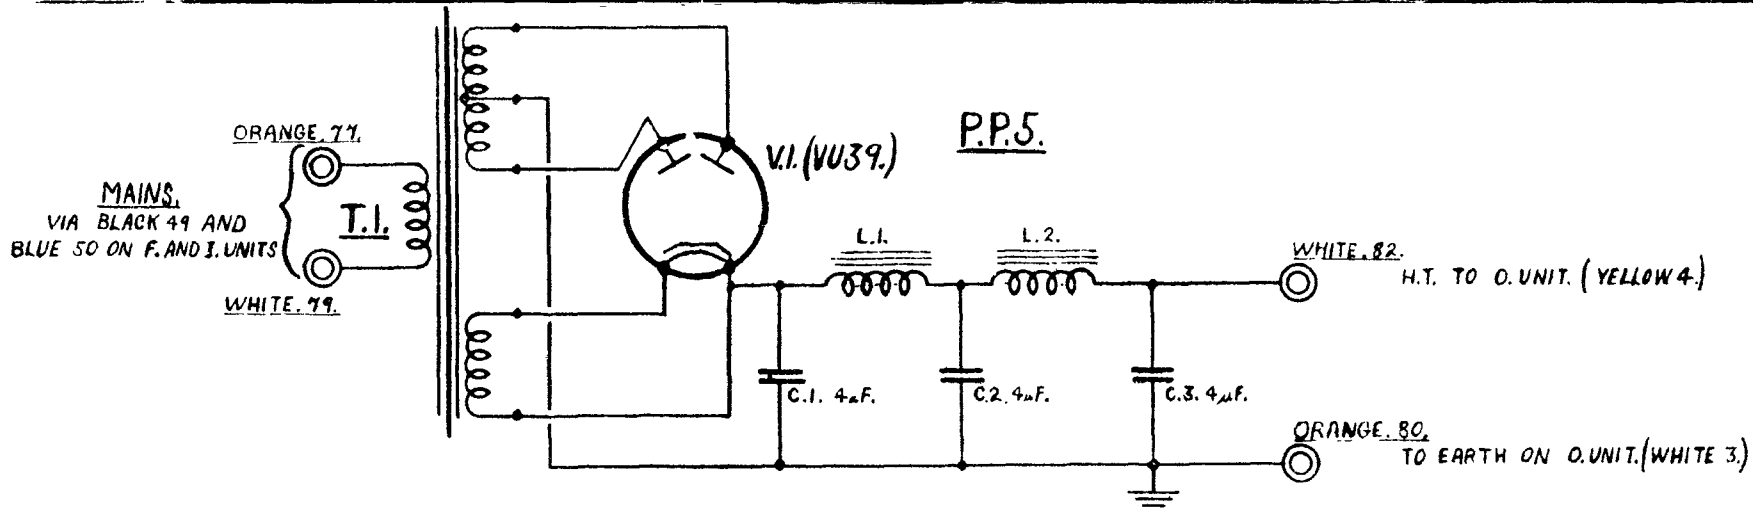 P.P.5.
ORANGE. 77.
MAINS.
VIA BLACK 49 AND
BLUE 50 ON F. AND I. UNITS
T.1.
WHITE. 79.
V.1. (VU39.)
L.1.
L.2.
WHITE. 82.
H.T. TO O. UNIT. (YELLOW 4.)
C.1. 4µF.
C.2. 4µF.
C.3. 4µF.
ORANGE. 80.
TO EARTH ON O. UNIT. (WHITE 3.)